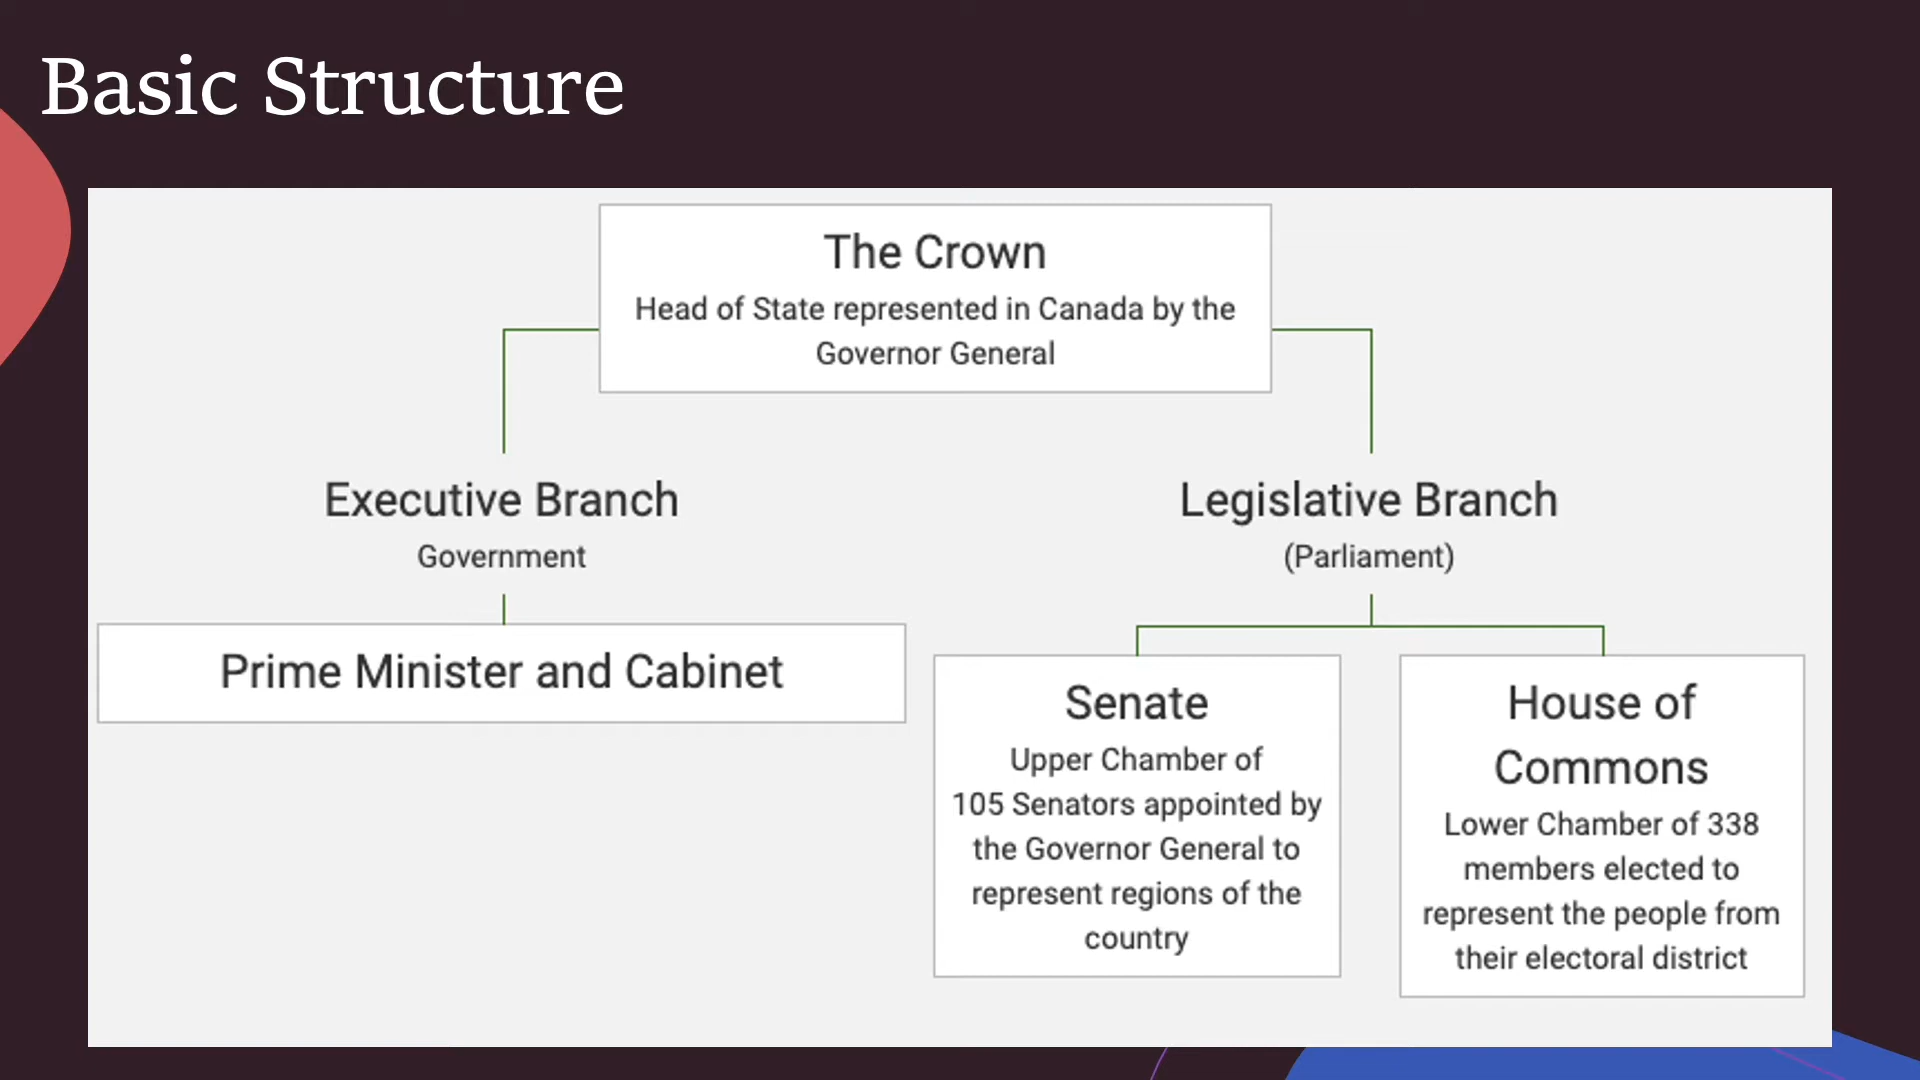 Basic Structure
The Crown
Head of State represented in Canada by the
Governor General
Executive Branch
Government
Prime Minister and Cabinet
Legislative Branch
(Parliament)
Senate
Upper Chamber of
105 Senators appointed by
the Governor General to
represent regions of the
country
House of
Commons
Lower Chamber of 338
members elected to
represent the people from
their electoral district